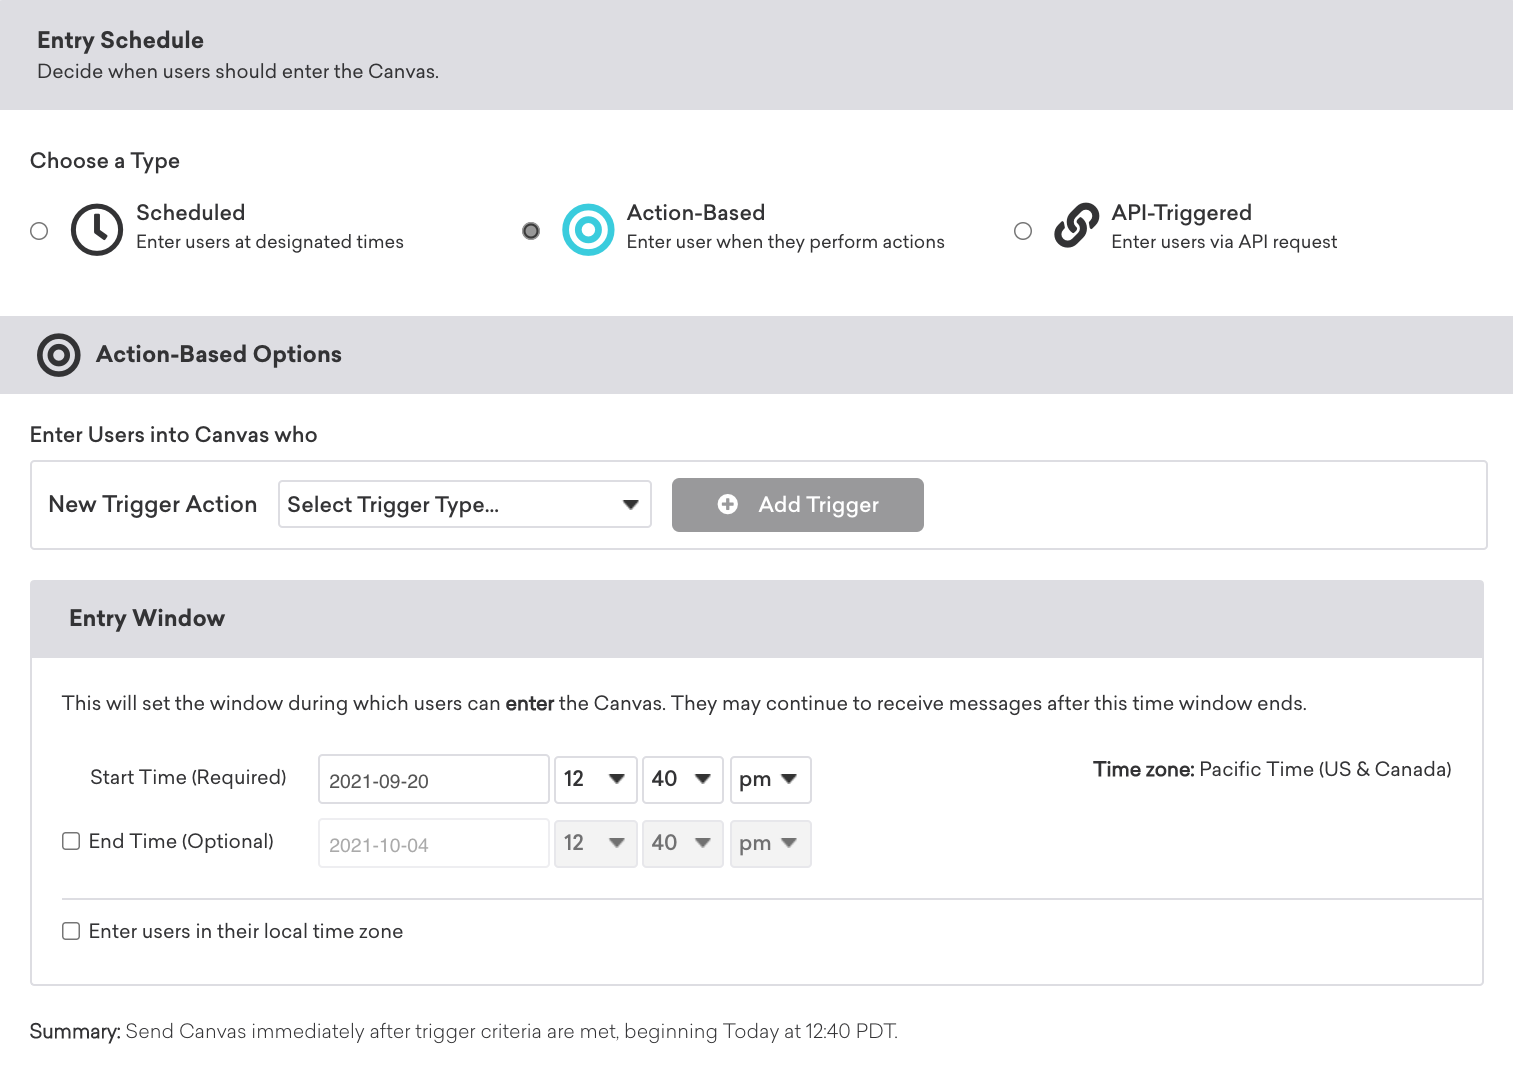 Entry Schedule
Decide when users should enter the Canvas.
Choose a Type
Scheduled
Enter users at designated times
Action-Based
Enter user when they perform actions
API-Triggered
Enter users via API request
Action-Based Options
Enter Users into Canvas who
New Trigger Action Select Trigger Type... Add Trigger
Entry Window
This will set the window during which users can enter the Canvas. They may continue to receive messages after this time window ends.
Start Time (Required) 2021-09-20 12 40 pm Time zone: Pacific Time (US & Canada)
End Time (Optional) 2021-10-04 12 40 pm
Enter users in their local time zone
Summary: Send Canvas immediately after trigger criteria are met, beginning Today at 12:40 PDT.